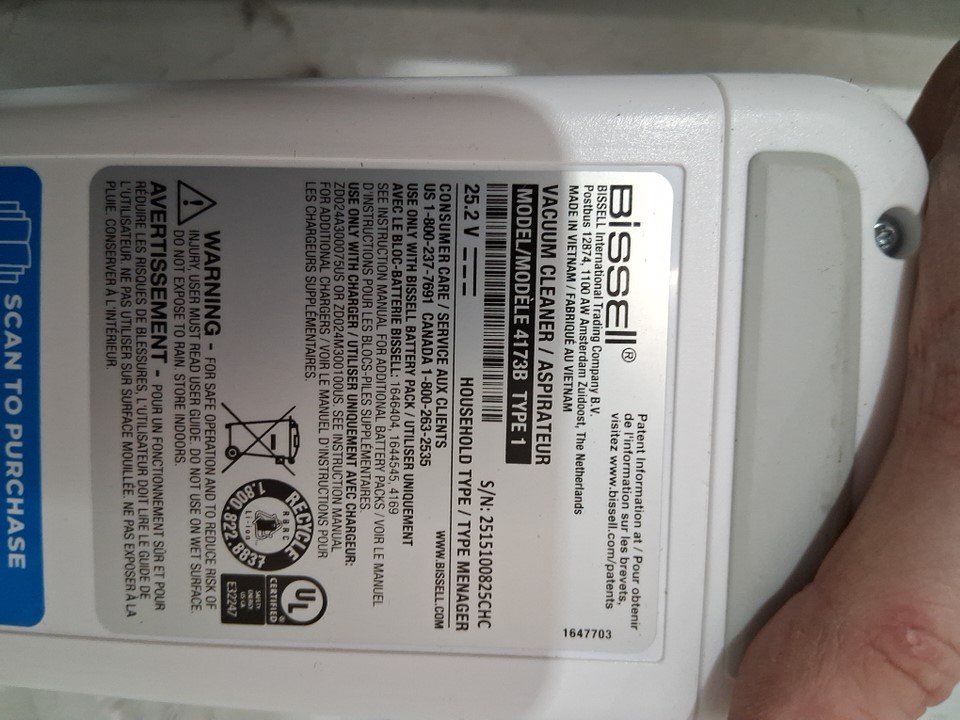 BISSELL®
BISSELL International Trading Company B.V.
Postbus 12874, 1100 AW Amsterdam Zuidoost, The Netherlands
MADE IN VIETNAM / FABRIQUÉ AU VIETNAM
Patent Information at / Pour obtenir
de l'information sur les brevets,
visitez www.bissell.com/patents
1647703
VACUUM CLEANER / ASPIRATEUR
MODEL/MODÈLE 4173B TYPE 1
S/N: 2515100825CHC
25.2 V
HOUSEHOLD TYPE / TYPE MENAGER
CONSUMER CARE / SERVICE AUX CLIENTS
US 1-800-237-7691 CANADA 1-800-263-2535
WWW.BISSELL.COM
USE ONLY WITH BISSELL BATTERY PACK / UTILISER UNIQUEMENT
AVEC LE BLOC-BATTERIE BISSELL: 1646404, 1644545, 4169
SEE INSTRUCTION MANUAL FOR ADDITIONAL BATTERY PACKS / VOIR LE MANUEL
D'INSTRUCTIONS POUR LES BLOCS-PILES SUPPLÉMENTAIRES
USE ONLY WITH CHARGER / UTILISER UNIQUEMENT AVEC CHARGEUR:
ZD024A300075US OR ZD024M300100US. SEE INSTRUCTION MANUAL
FOR ADDITIONAL CHARGERS / VOIR LE MANUEL D'INSTRUCTIONS POUR
LES CHARGEURS SUPPLÉMENTAIRES.
RECYCLE
RBRC
Li-Ion
1.800.822.8837
UL®
CERTIFIED
SAFETY
ENERGY
US-CA
E32247
WARNING - FOR SAFE OPERATION AND TO REDUCE RISK OF
INJURY, USER MUST READ USER GUIDE. DO NOT USE ON WET SURFACE.
DO NOT EXPOSE TO RAIN. STORE INDOORS.
AVERTISSEMENT - POUR UN FONCTIONNEMENT SÛR ET POUR
RÉDUIRE LES RISQUES DE BLESSURES, L'UTILISATEUR DOIT LIRE LE GUIDE DE
L'UTILISATEUR. NE PAS UTILISER SUR SURFACE MOUILLÉE. NE PAS EXPOSER À LA
PLUIE. CONSERVER À L'INTÉRIEUR.
SCAN TO PURCHASE